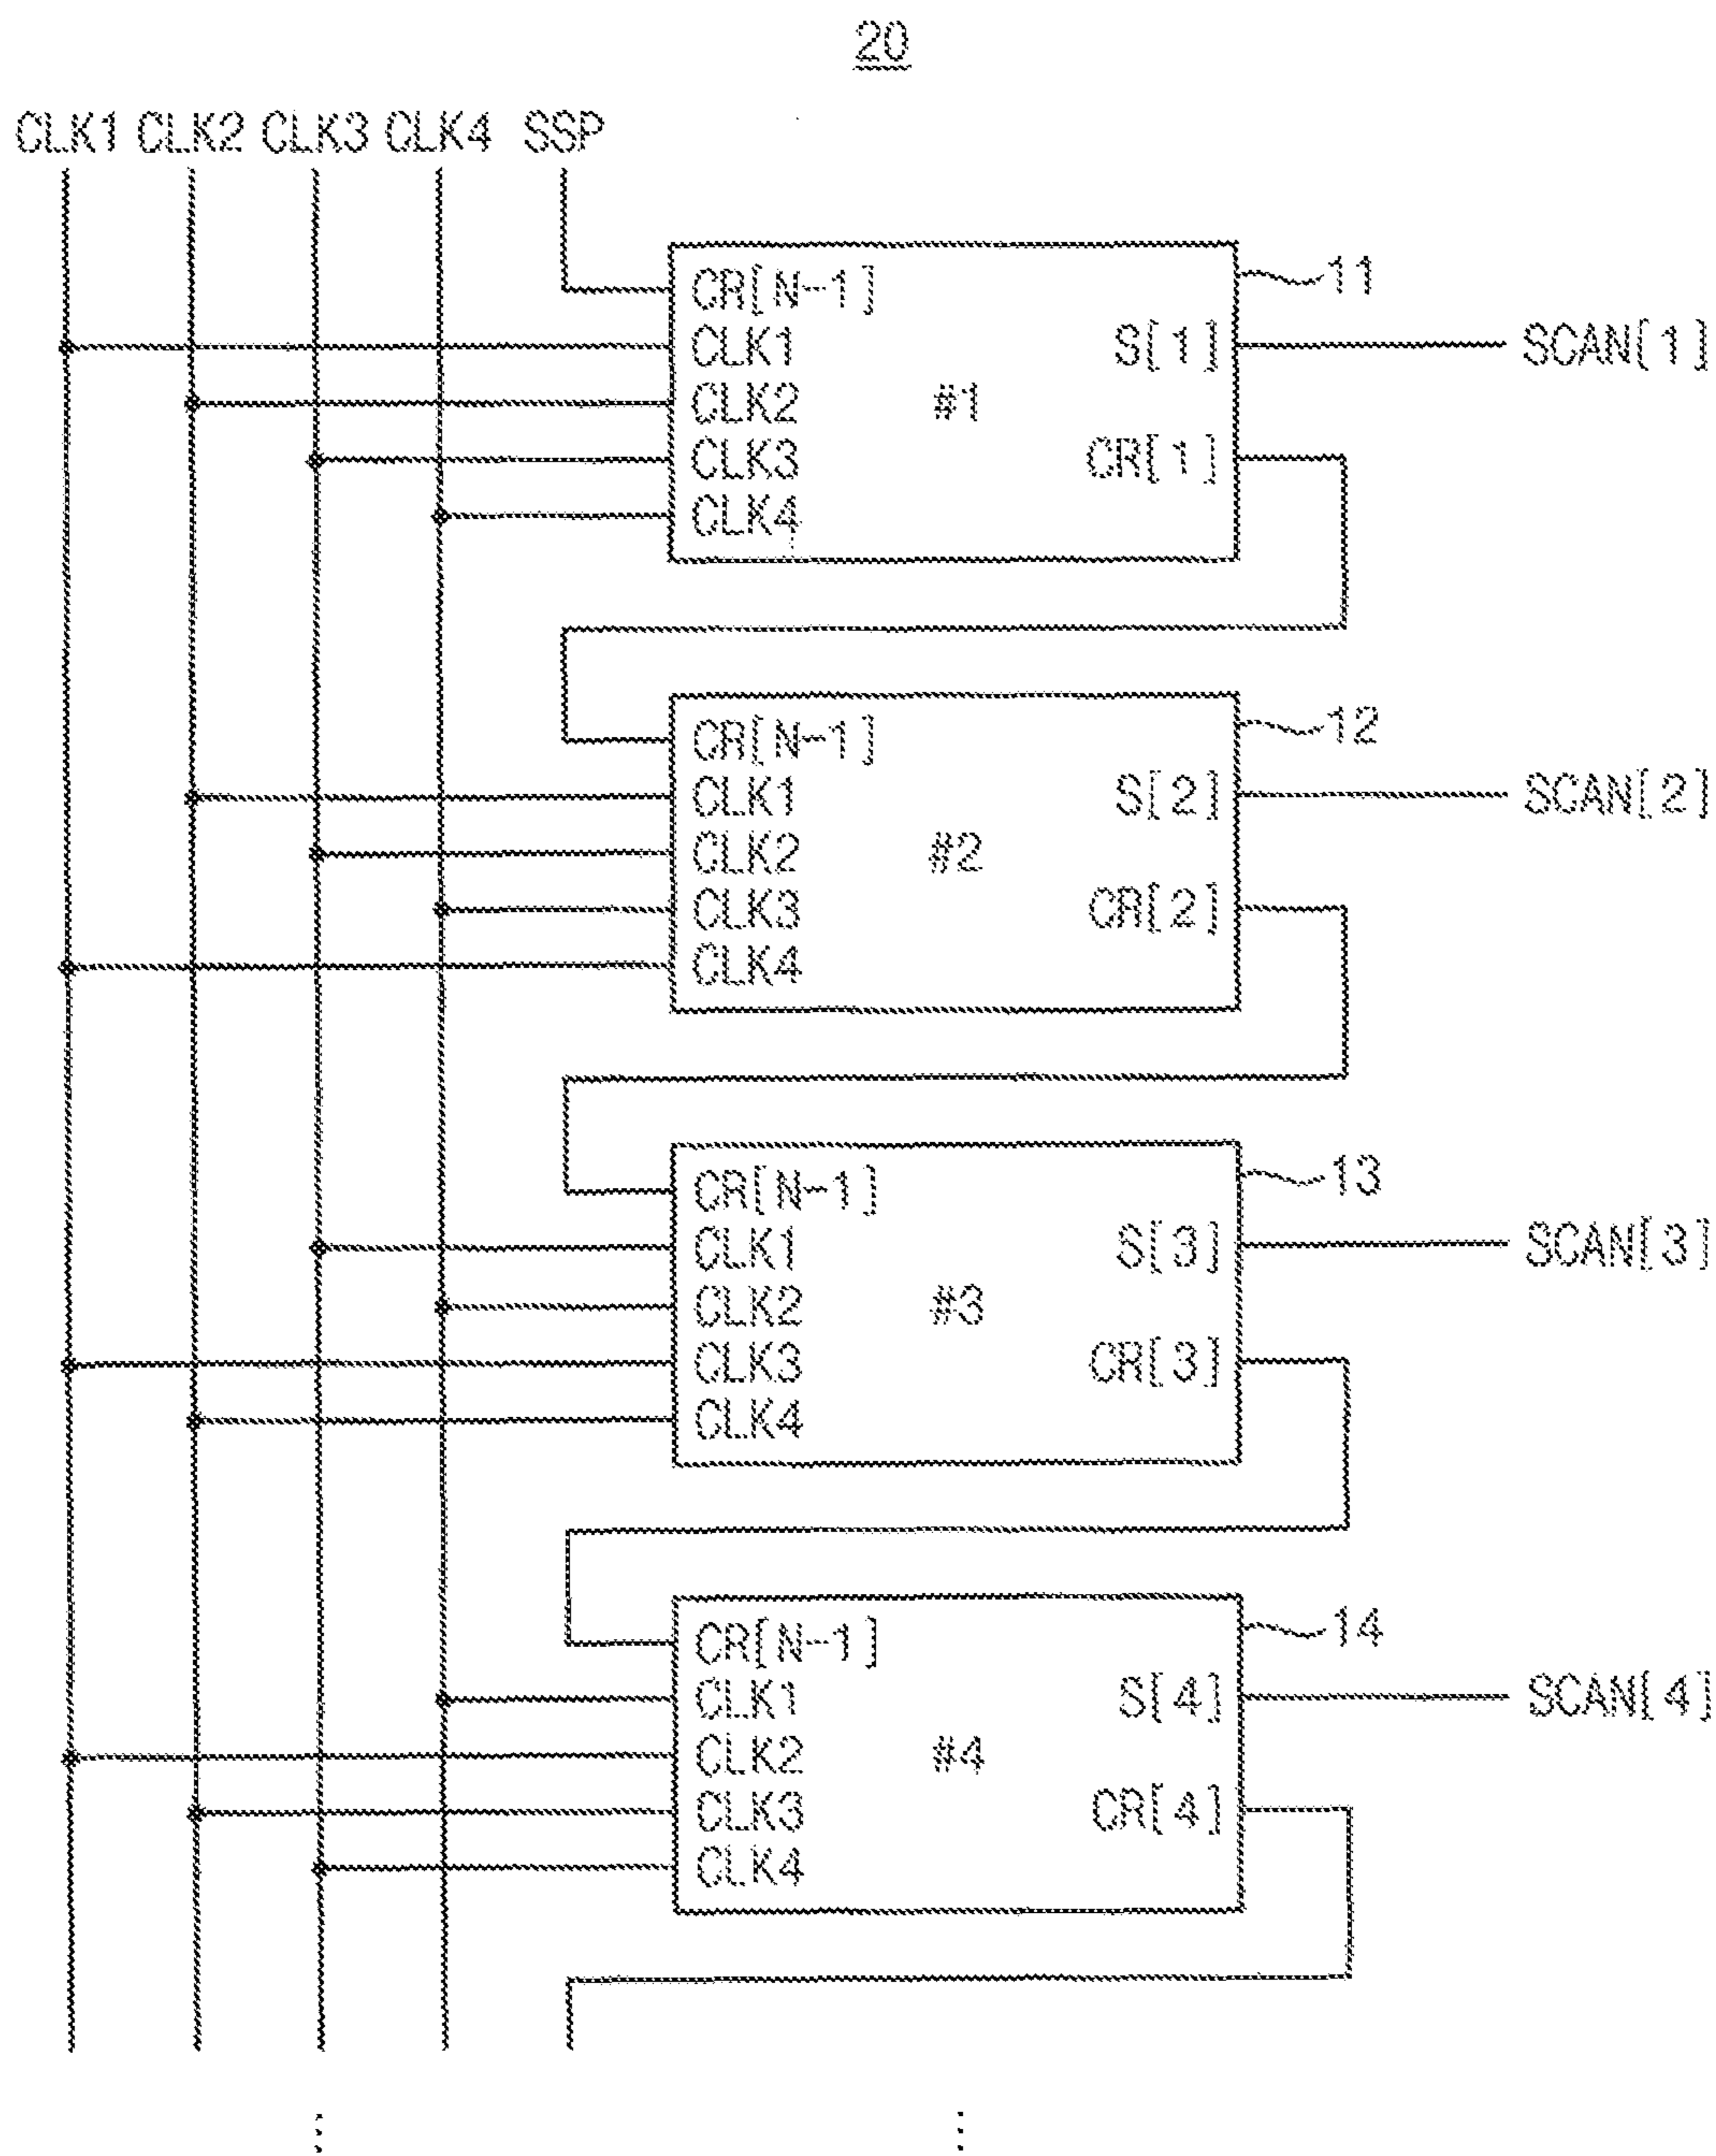 20
CLK1 CLK2 CLK3 CLK4 SSP
CR[N-1]
CLK1
CLK2
CLK3
CLK4
#1
S[1]
CR[1]
11
SCAN[1]
CR[N-1]
CLK1
CLK2
CLK3
CLK4
#2
S[2]
CR[2]
12
SCAN[2]
CR[N-1]
CLK1
CLK2
CLK3
CLK4
#3
S[3]
CR[3]
13
SCAN[3]
CR[N-1]
CLK1
CLK2
CLK3
CLK4
#4
S[4]
CR[4]
14
SCAN[4]